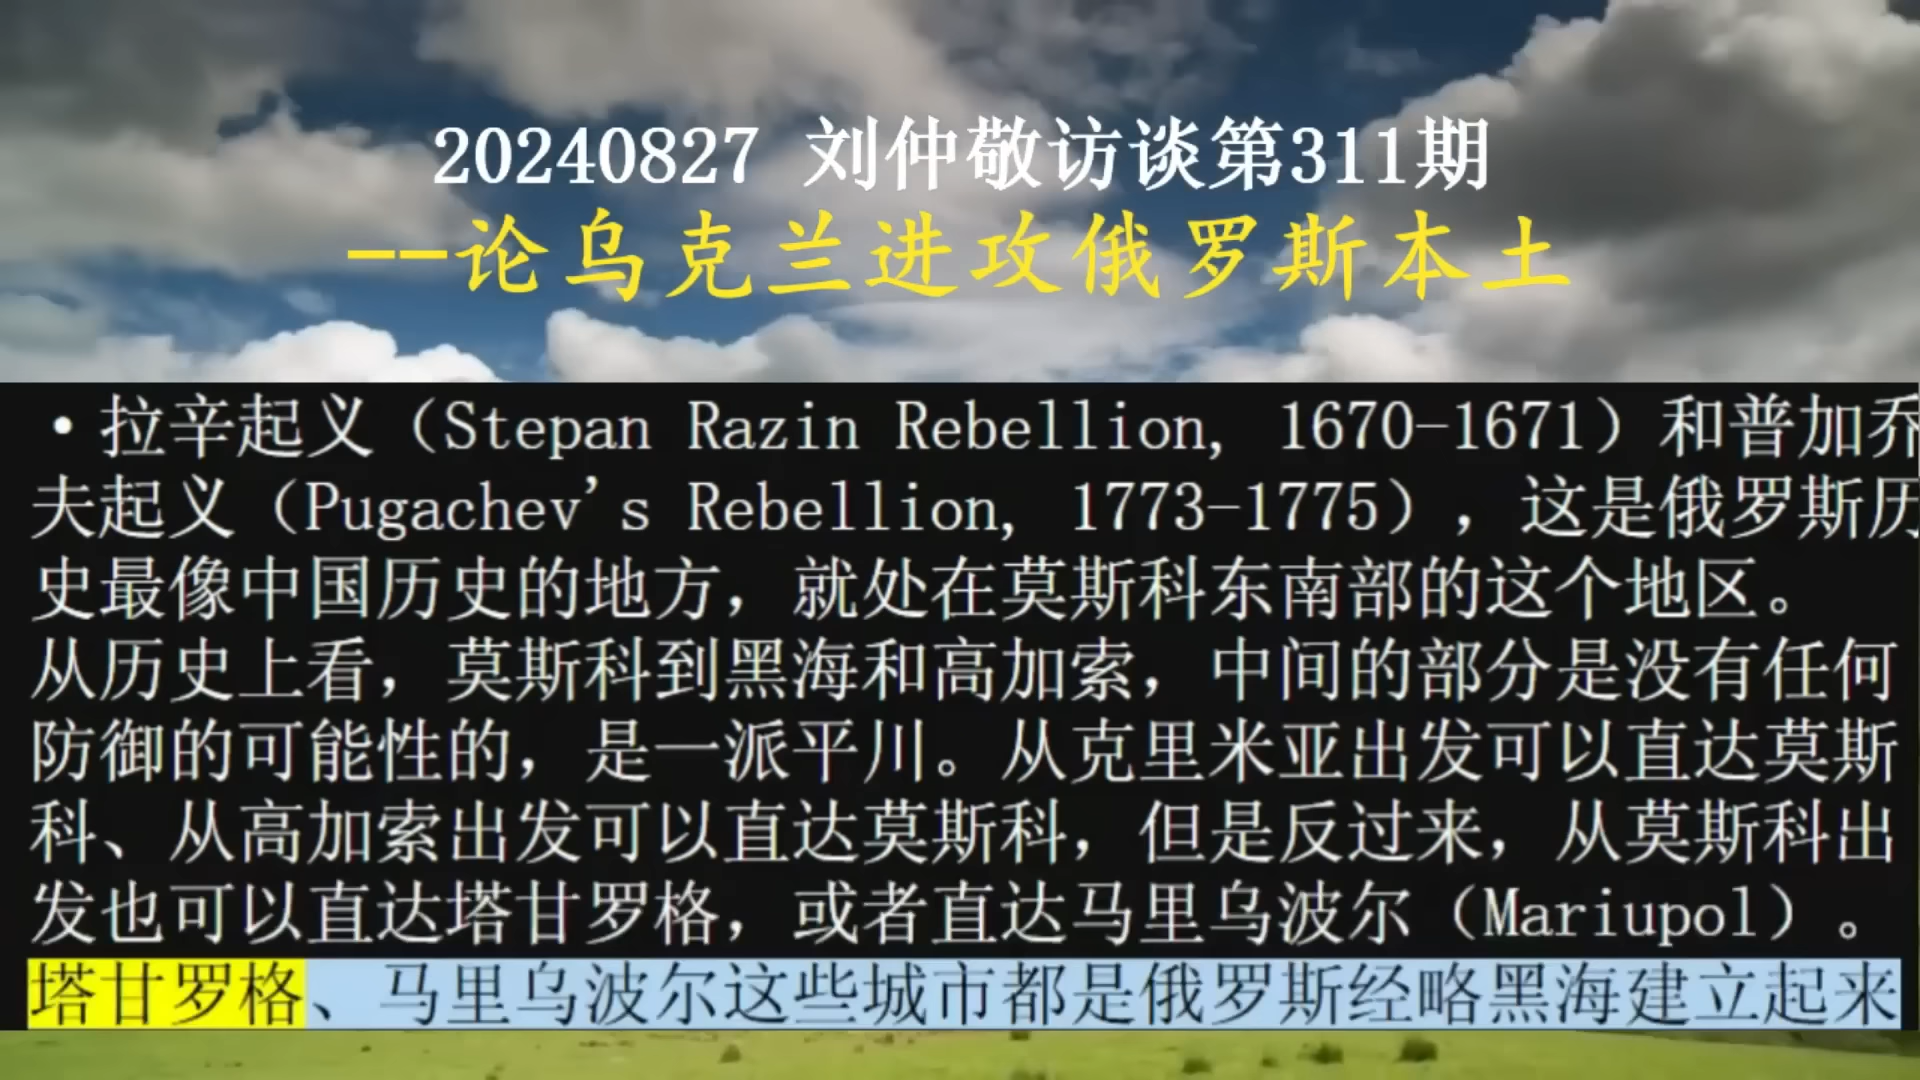 20240827 刘仲敬访谈第311期
--论乌克兰进攻俄罗斯本土
•拉辛起义（Stepan Razin Rebellion, 1670-1671）和普加乔
夫起义（Pugachev's Rebellion, 1773-1775），这是俄罗斯历
史最像中国历史的地方，就处在莫斯科东南部的这个地区。
从历史上看，莫斯科到黑海和高加索，中间的部分是没有任何
防御的可能性的，是一派平川。从克里米亚出发可以直达莫斯
科、从高加索出发可以直达莫斯科，但是反过来，从莫斯科出
发也可以直达塔甘罗格，或者直达马里乌波尔（Mariupol）。
塔甘罗格、马里乌波尔这些城市都是俄罗斯经略黑海建立起来